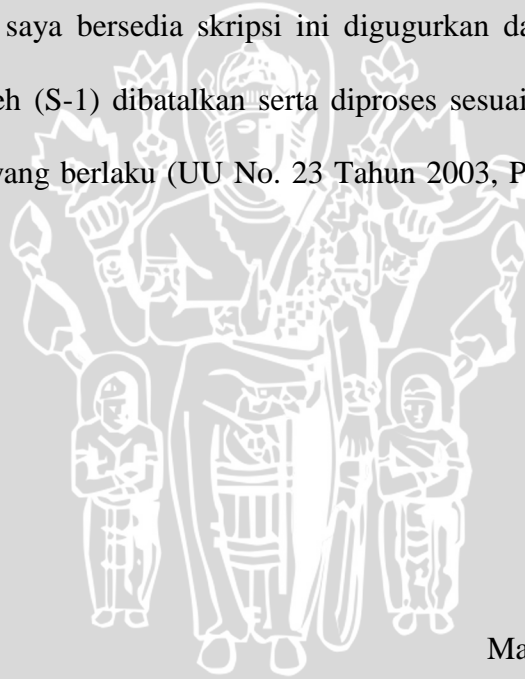 saya bersedia skripsi ini digugurkan da
eh (S-1) dibatalkan serta diproses sesuai
yang berlaku (UU No. 23 Tahun 2003, P
Ma